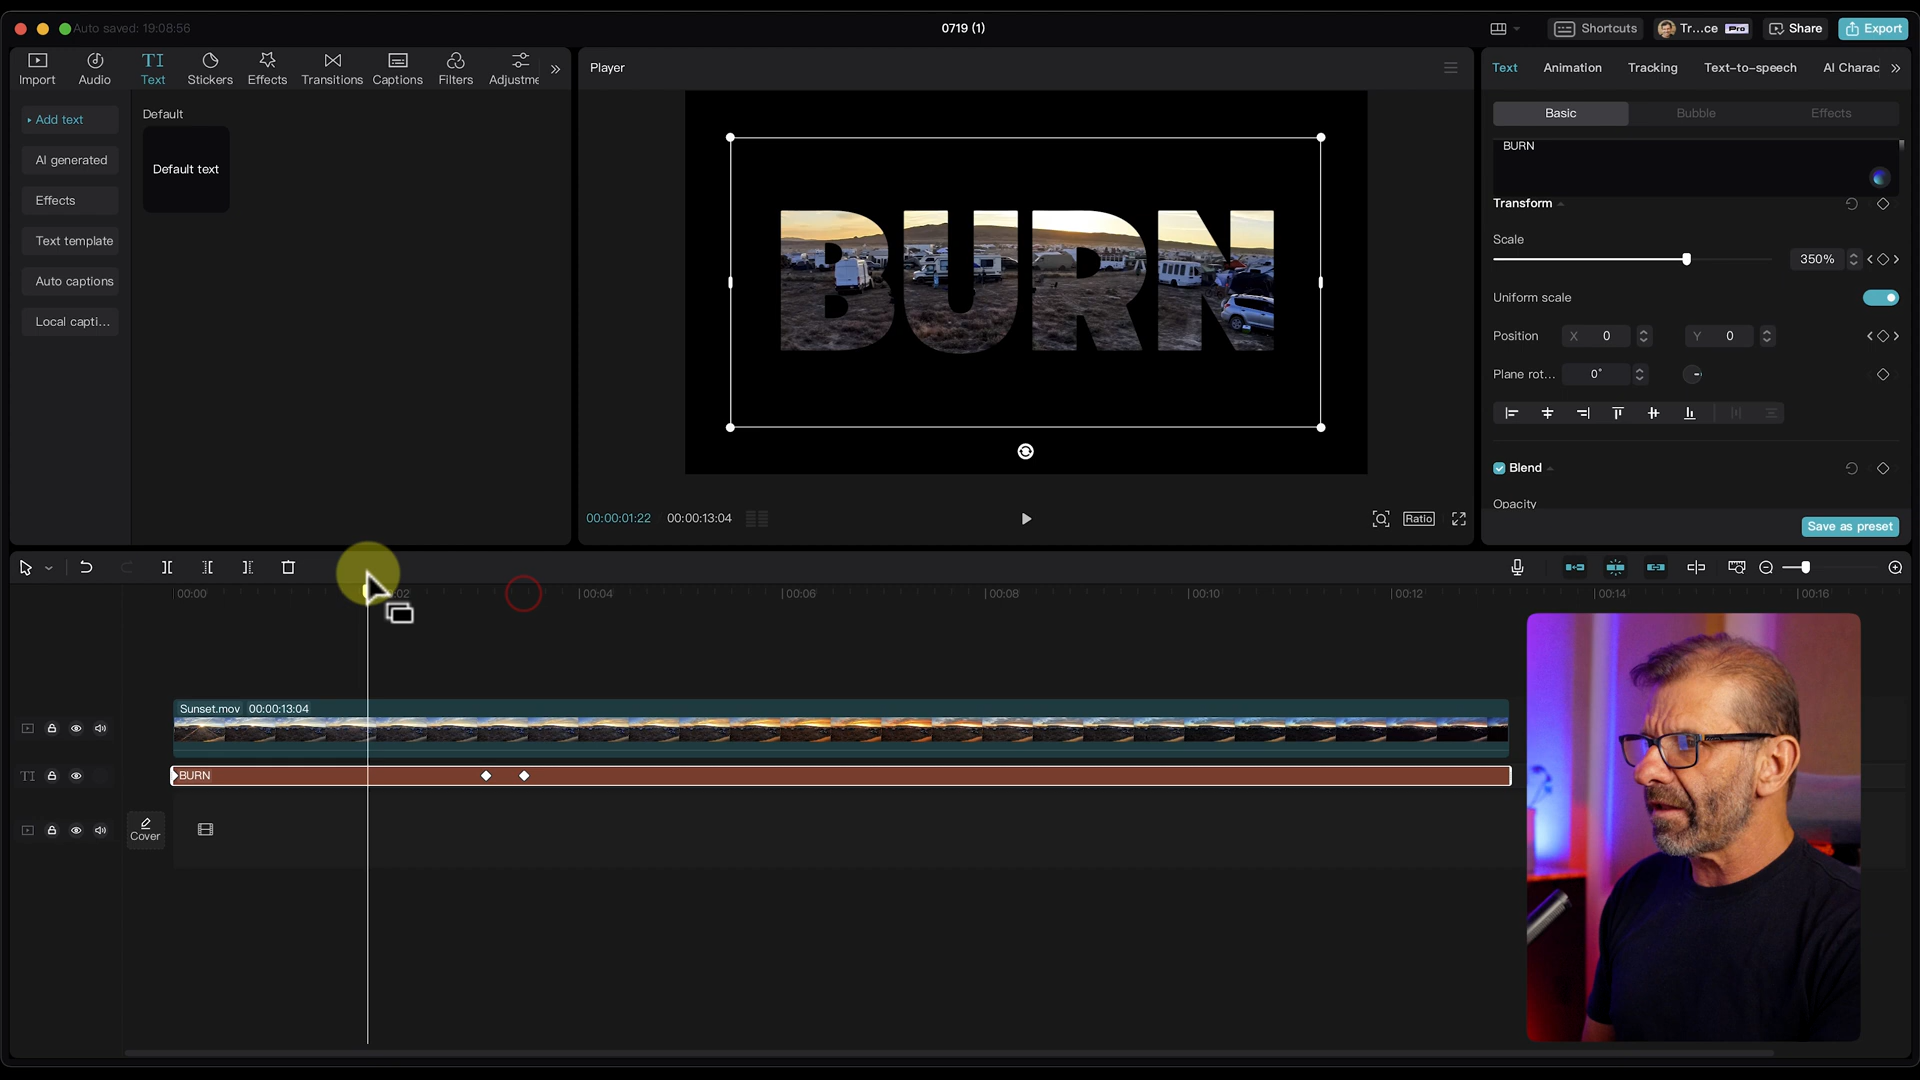 Auto saved: 19:08:56
0719 (1)
Shortcuts
Tr...ce
Pro
Share
Export
Import
Audio
TI
Text
Stickers
Effects
Transitions
Captions
Filters
Adjustme
Player
Text
Animation
Tracking
Text-to-speech
AI Charac
Add text
AI generated
Effects
Text template
Auto captions
Local capti...
Default
Default text
BURN
00:00:01:22
00:00:13:04
Ratio
Basic
Bubble
Effects
BURN
Transform
Scale
350%
Uniform scale
Position
X 0
Y 0
Plane rot...
0°
Blend
Opacity
Save as preset
00:00
02
00:04
00:06
00:08
00:10
00:12
00:14
00:16
Sunset.mov 00:00:13:04
TI
BURN
Cover